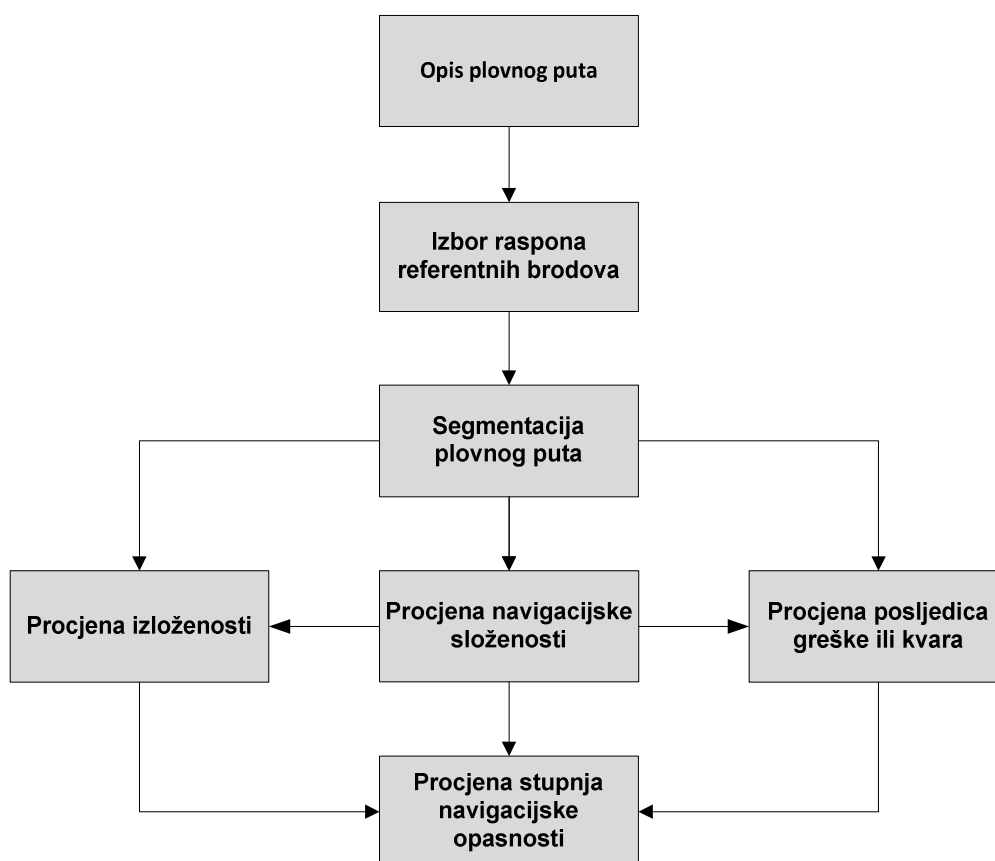 Opis plovnog puta
Izbor raspona
referentnih brodova
Segmentacija
plovnog puta
Procjena izloženosti
Procjena navigacijske
složenosti
Procjena posljedica
greške ili kvara
Procjena stupnja
navigacijske
opasnosti